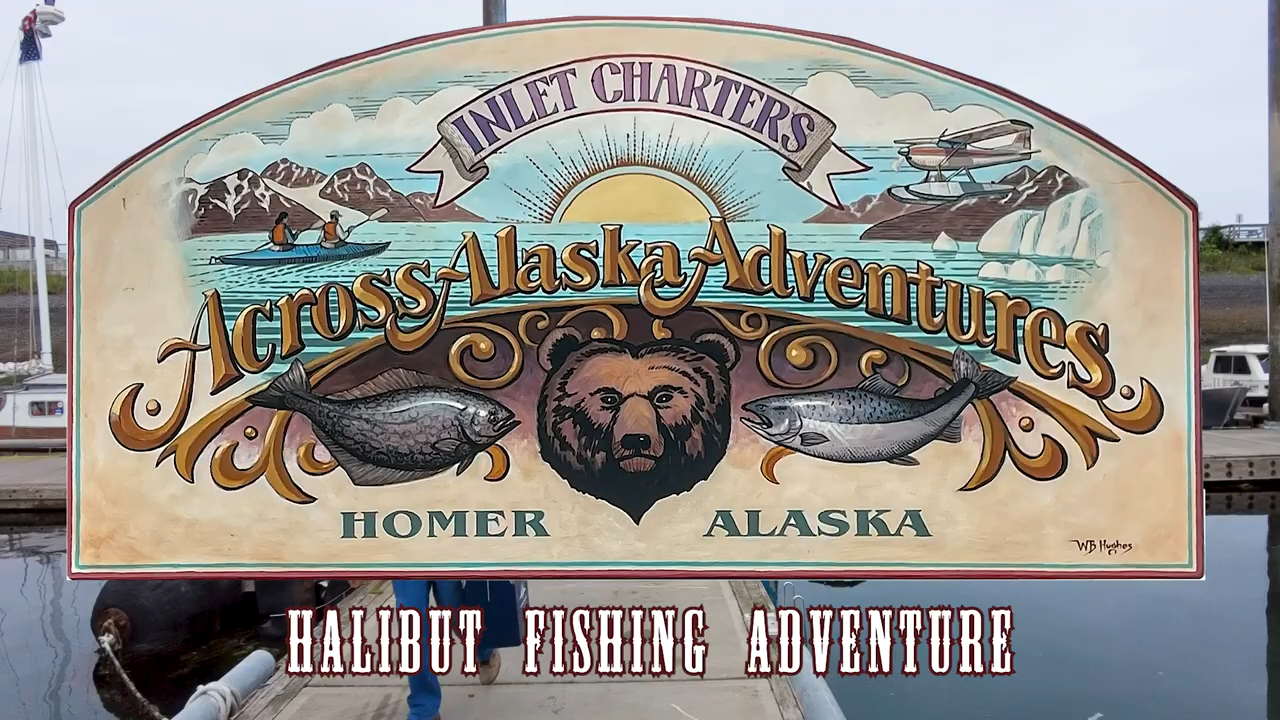 INLET CHARTERS
Across Alaska Adventures
HOMER ALASKA
WB Hughes
HALIBUT FISHING ADVENTURE